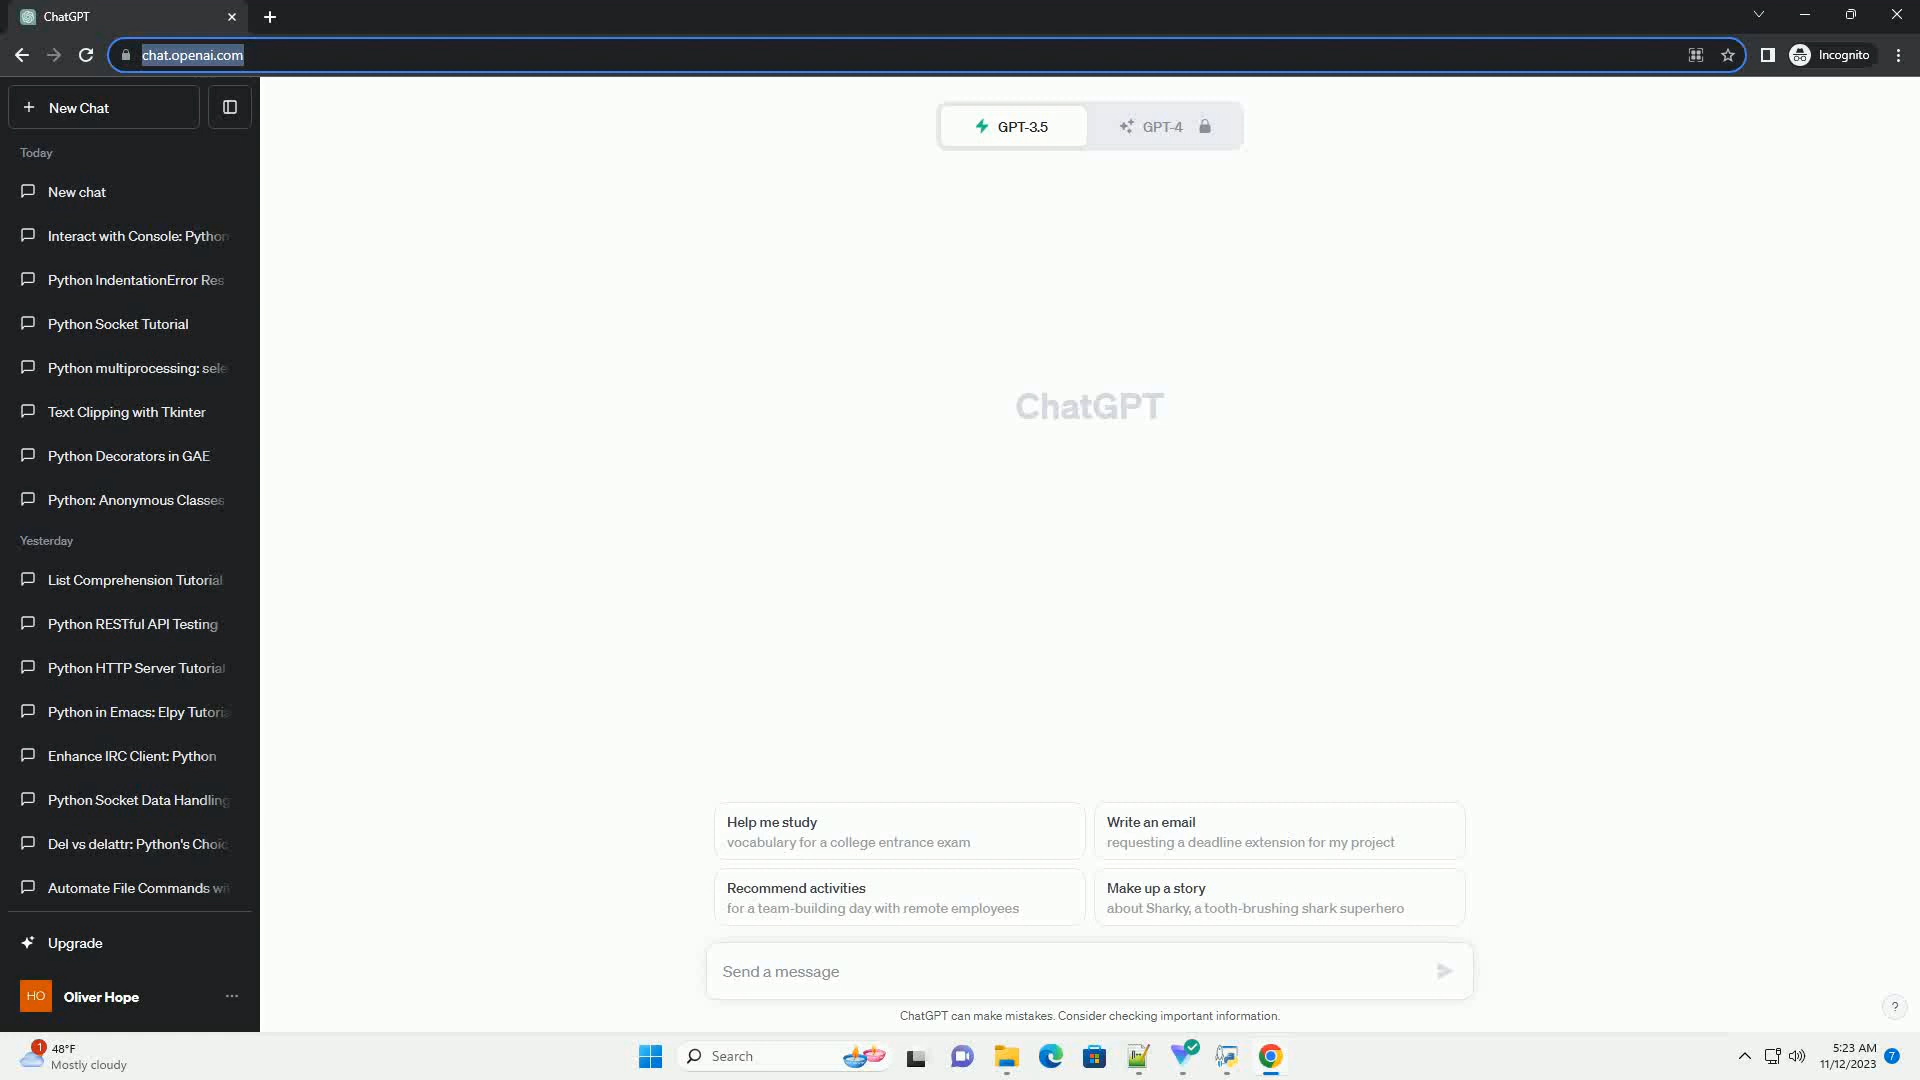 ChatGPT
chat.openai.com
Incognito
New Chat
Today
New chat
Interact with Console: Python
Python IndentationError Res
Python Socket Tutorial
Python multiprocessing: sele
Text Clipping with Tkinter
Python Decorators in GAE
Python: Anonymous Classes
Yesterday
List Comprehension Tutorial
Python RESTful API Testing
Python HTTP Server Tutorial
Python in Emacs: Elpy Tutoria
Enhance IRC Client: Python
Python Socket Data Handling
Del vs delattr: Python's Choic
Automate File Commands wi
Upgrade
HO
Oliver Hope
GPT-3.5
GPT-4
ChatGPT
Help me study
vocabulary for a college entrance exam
Write an email
requesting a deadline extension for my project
Recommend activities
for a team-building day with remote employees
Make up a story
about Sharky, a tooth-brushing shark superhero
Send a message
ChatGPT can make mistakes. Consider checking important information.
?
1
48°F
Mostly cloudy
Search
5:23 AM
11/12/2023
7